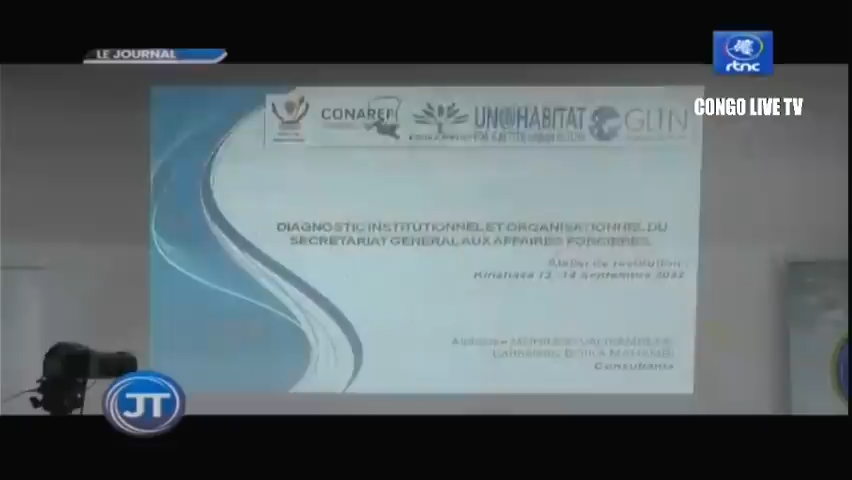 LE JOURNAL
rtnc
CONGO LIVE TV
CONAREF
UN HABITAT
GLTN
DIAGNOSTIC INSTITUTIONNEL ET ORGANISATIONNEL DU
SECRETARIAT GENERAL AUX AFFAIRES FONCIERES
Atelier de restitution :
Kinshasa 13 - 14 Septembre 2022
Consultants
JT